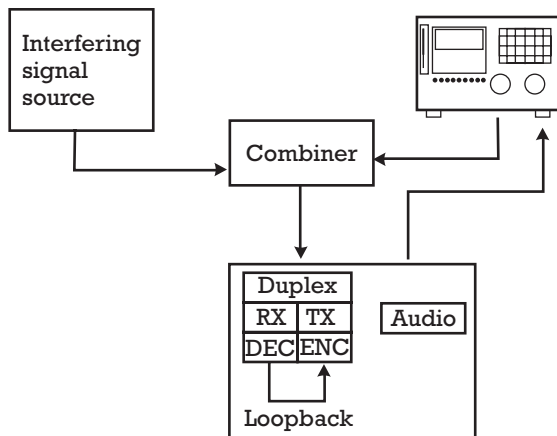 Interfering
signal
source
Combiner
Duplex
RX TX
DEC ENC
Audio
Loopback